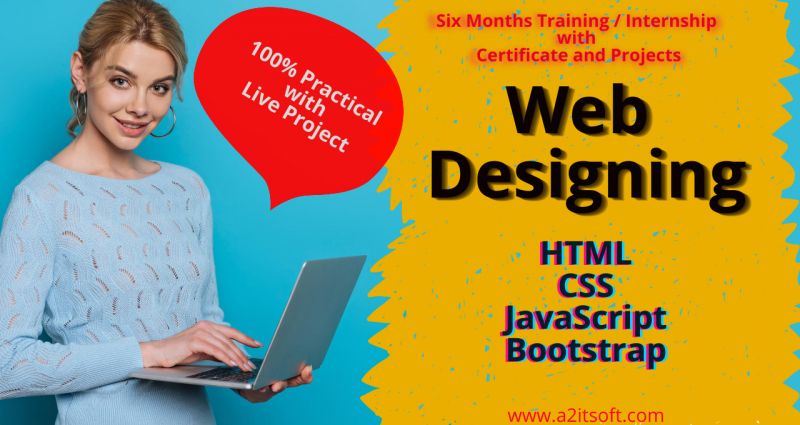 100% Practical
with
Live Project
Six Months Training / Internship
with
Certificate and Projects
Web
Designing
HTML
CSS
JavaScript
Bootstrap
www.a2itsoft.com